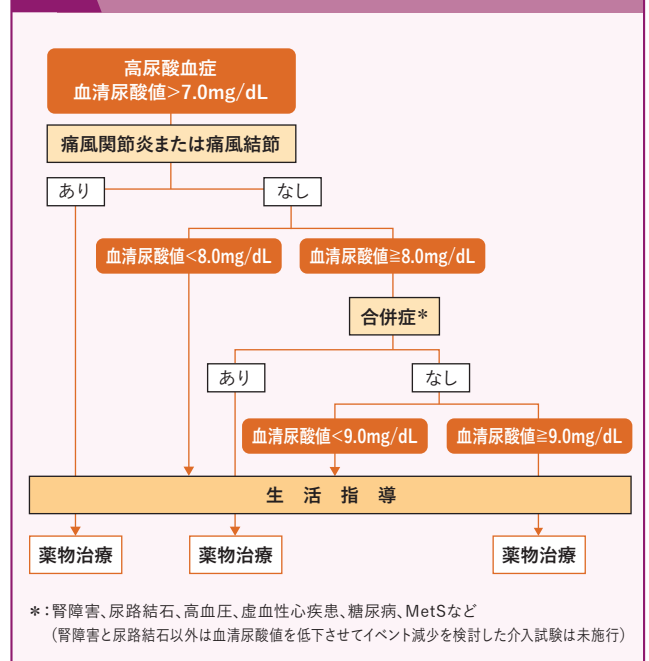 高尿酸血症
血清尿酸値>7.0mg/dL
痛風関節炎または痛風結節
あり
なし
血清尿酸値<8.0mg/dL
血清尿酸値≧8.0mg/dL
合併症*
あり
なし
血清尿酸値<9.0mg/dL
血清尿酸値≧9.0mg/dL
生活指導
薬物治療
薬物治療
薬物治療
*:腎障害、尿路結石、高血圧、虚血性心疾患、糖尿病、MetSなど
(腎障害と尿路結石以外は血清尿酸値を低下させてイベント減少を検討した介入試験は未施行)